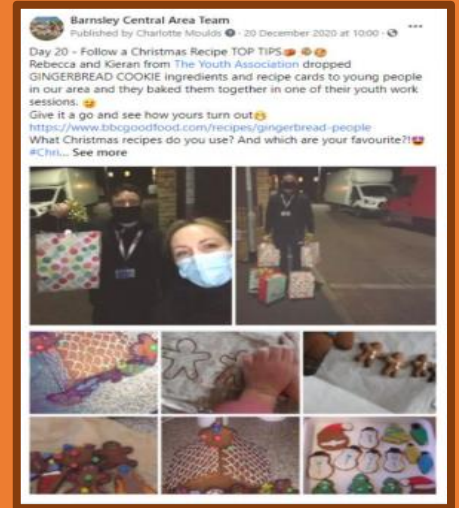 Barnsley Central Area Team
Published by Charlotte Moulds · 20 December 2020 at 10:00 ·
Day 20 - Follow a Christmas Recipe TOP TIPS
Rebecca and Kieran from The Youth Association dropped
GINGERBREAD COOKIE ingredients and recipe cards to young people
in our area and they baked them together in one of their youth work
sessions.
Give it a go and see how yours turn out
https://www.bbcgoodfood.com/recipes/gingerbread-people
What Christmas recipes do you use? And which are your favourite?!
#Chri... See more